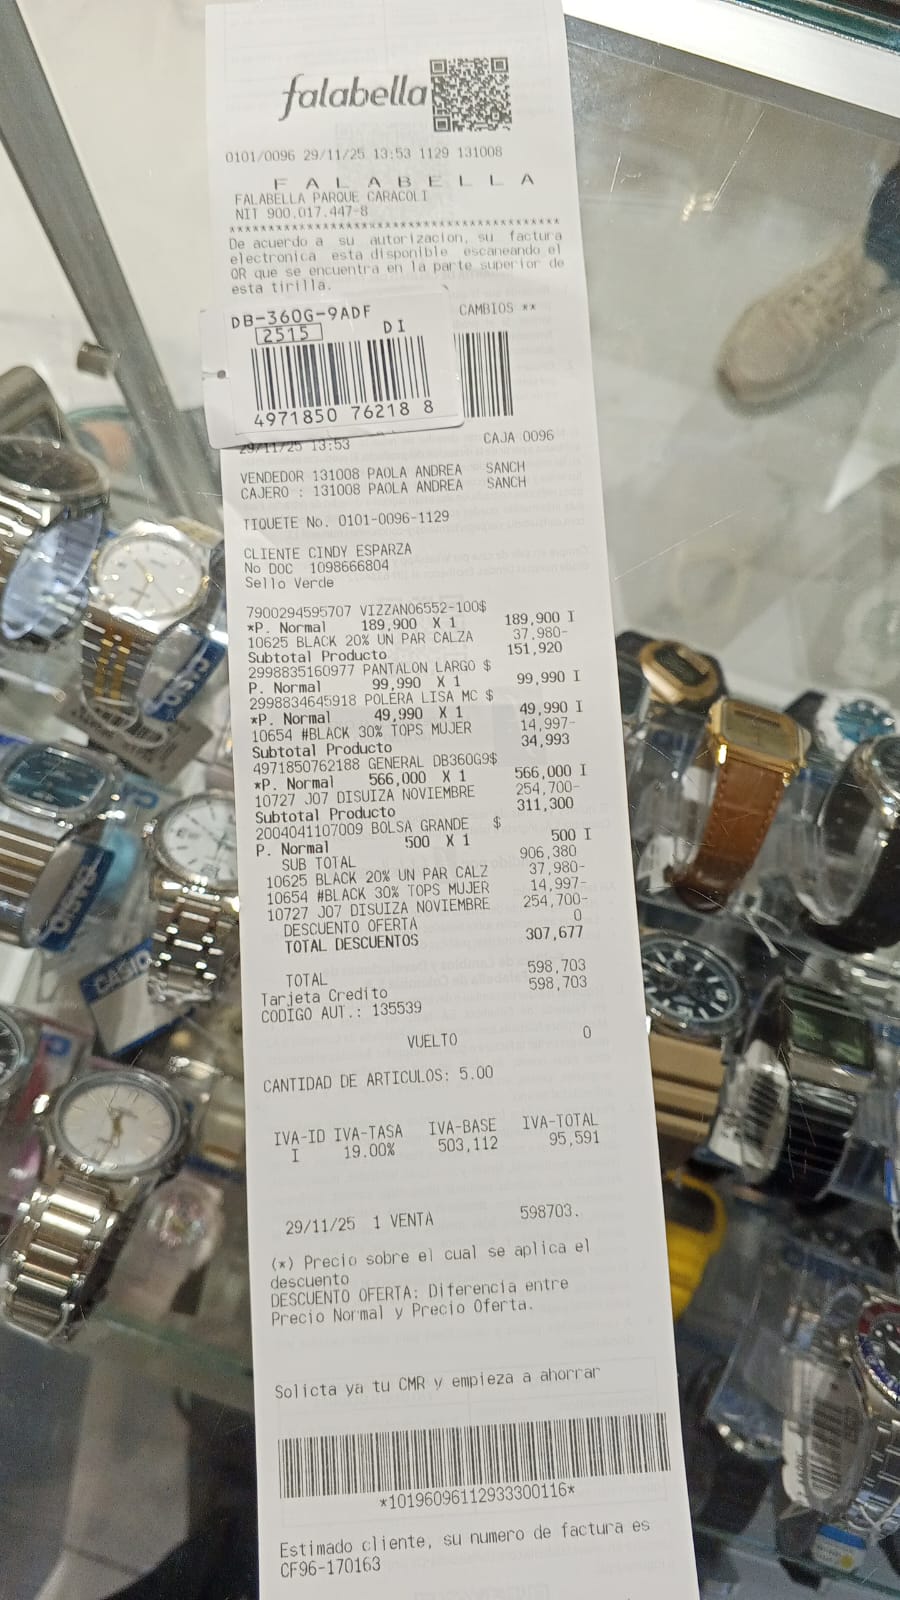 falabella
0101/0096 29/11/25 13:53 1129 131008
F A L A B E L L A
FALABELLA PARQUE CARACOLI
NIT 900,017.447-8
De acuerdo a su autorizacion, su factura
electronica esta disponible escaneando el
QR que se encuentra en la parte superior de
esta tirilla.
CAMBIOS **
DB-360G-9ADF
2515 DI
4971850 76218 8
29/11/25 13:53 CAJA 0096
VENDEDOR 131008 PAOLA ANDREA SANCH
CAJERO : 131008 PAOLA ANDREA SANCH
TIQUETE No. 0101-0096-1129
CLIENTE CINDY ESPARZA
No DOC 1098666804
Sello Verde
7900294595707 VIZZANO6552-100$
*P. Normal 189,900 X 1 189,900 I
10625 BLACK 20% UN PAR CALZA 37,980-
Subtotal Producto 151,920
2998835160977 PANTALON LARGO $
P. Normal 99,990 X 1 99,990 I
2998834645918 POLERA LISA MC $
*P. Normal 49,990 X 1 49,990 I
10654 #BLACK 30% TOPS MUJER 14,997-
Subtotal Producto 34,993
4971850762188 GENERAL DB360G9$
*P. Normal 566,000 X 1 566,000 I
10727 J07 DISUIZA NOVIEMBRE 254,700-
Subtotal Producto 311,300
2004041107009 BOLSA GRANDE $
P. Normal 500 X 1 500 I
SUB TOTAL 906,380
10625 BLACK 20% UN PAR CALZ 37,980-
10654 #BLACK 30% TOPS MUJER 14,997-
10727 J07 DISUIZA NOVIEMBRE 254,700-
DESCUENTO OFERTA 0
TOTAL DESCUENTOS 307,677
TOTAL 598,703
Tarjeta Credito 598,703
CODIGO AUT.: 135539
VUELTO 0
CANTIDAD DE ARTICULOS: 5.00
IVA-ID IVA-TASA IVA-BASE IVA-TOTAL
I 19.00% 503,112 95,591
29/11/25 1 VENTA 598703.
(*) Precio sobre el cual se aplica el
descuento
DESCUENTO OFERTA: Diferencia entre
Precio Normal y Precio Oferta.
Solicta ya tu CMR y empieza a ahorrar
*10196096112933300116*
Estimado cliente, su numero de factura es
CF96-170163
CASIO
CASIO
CASIO